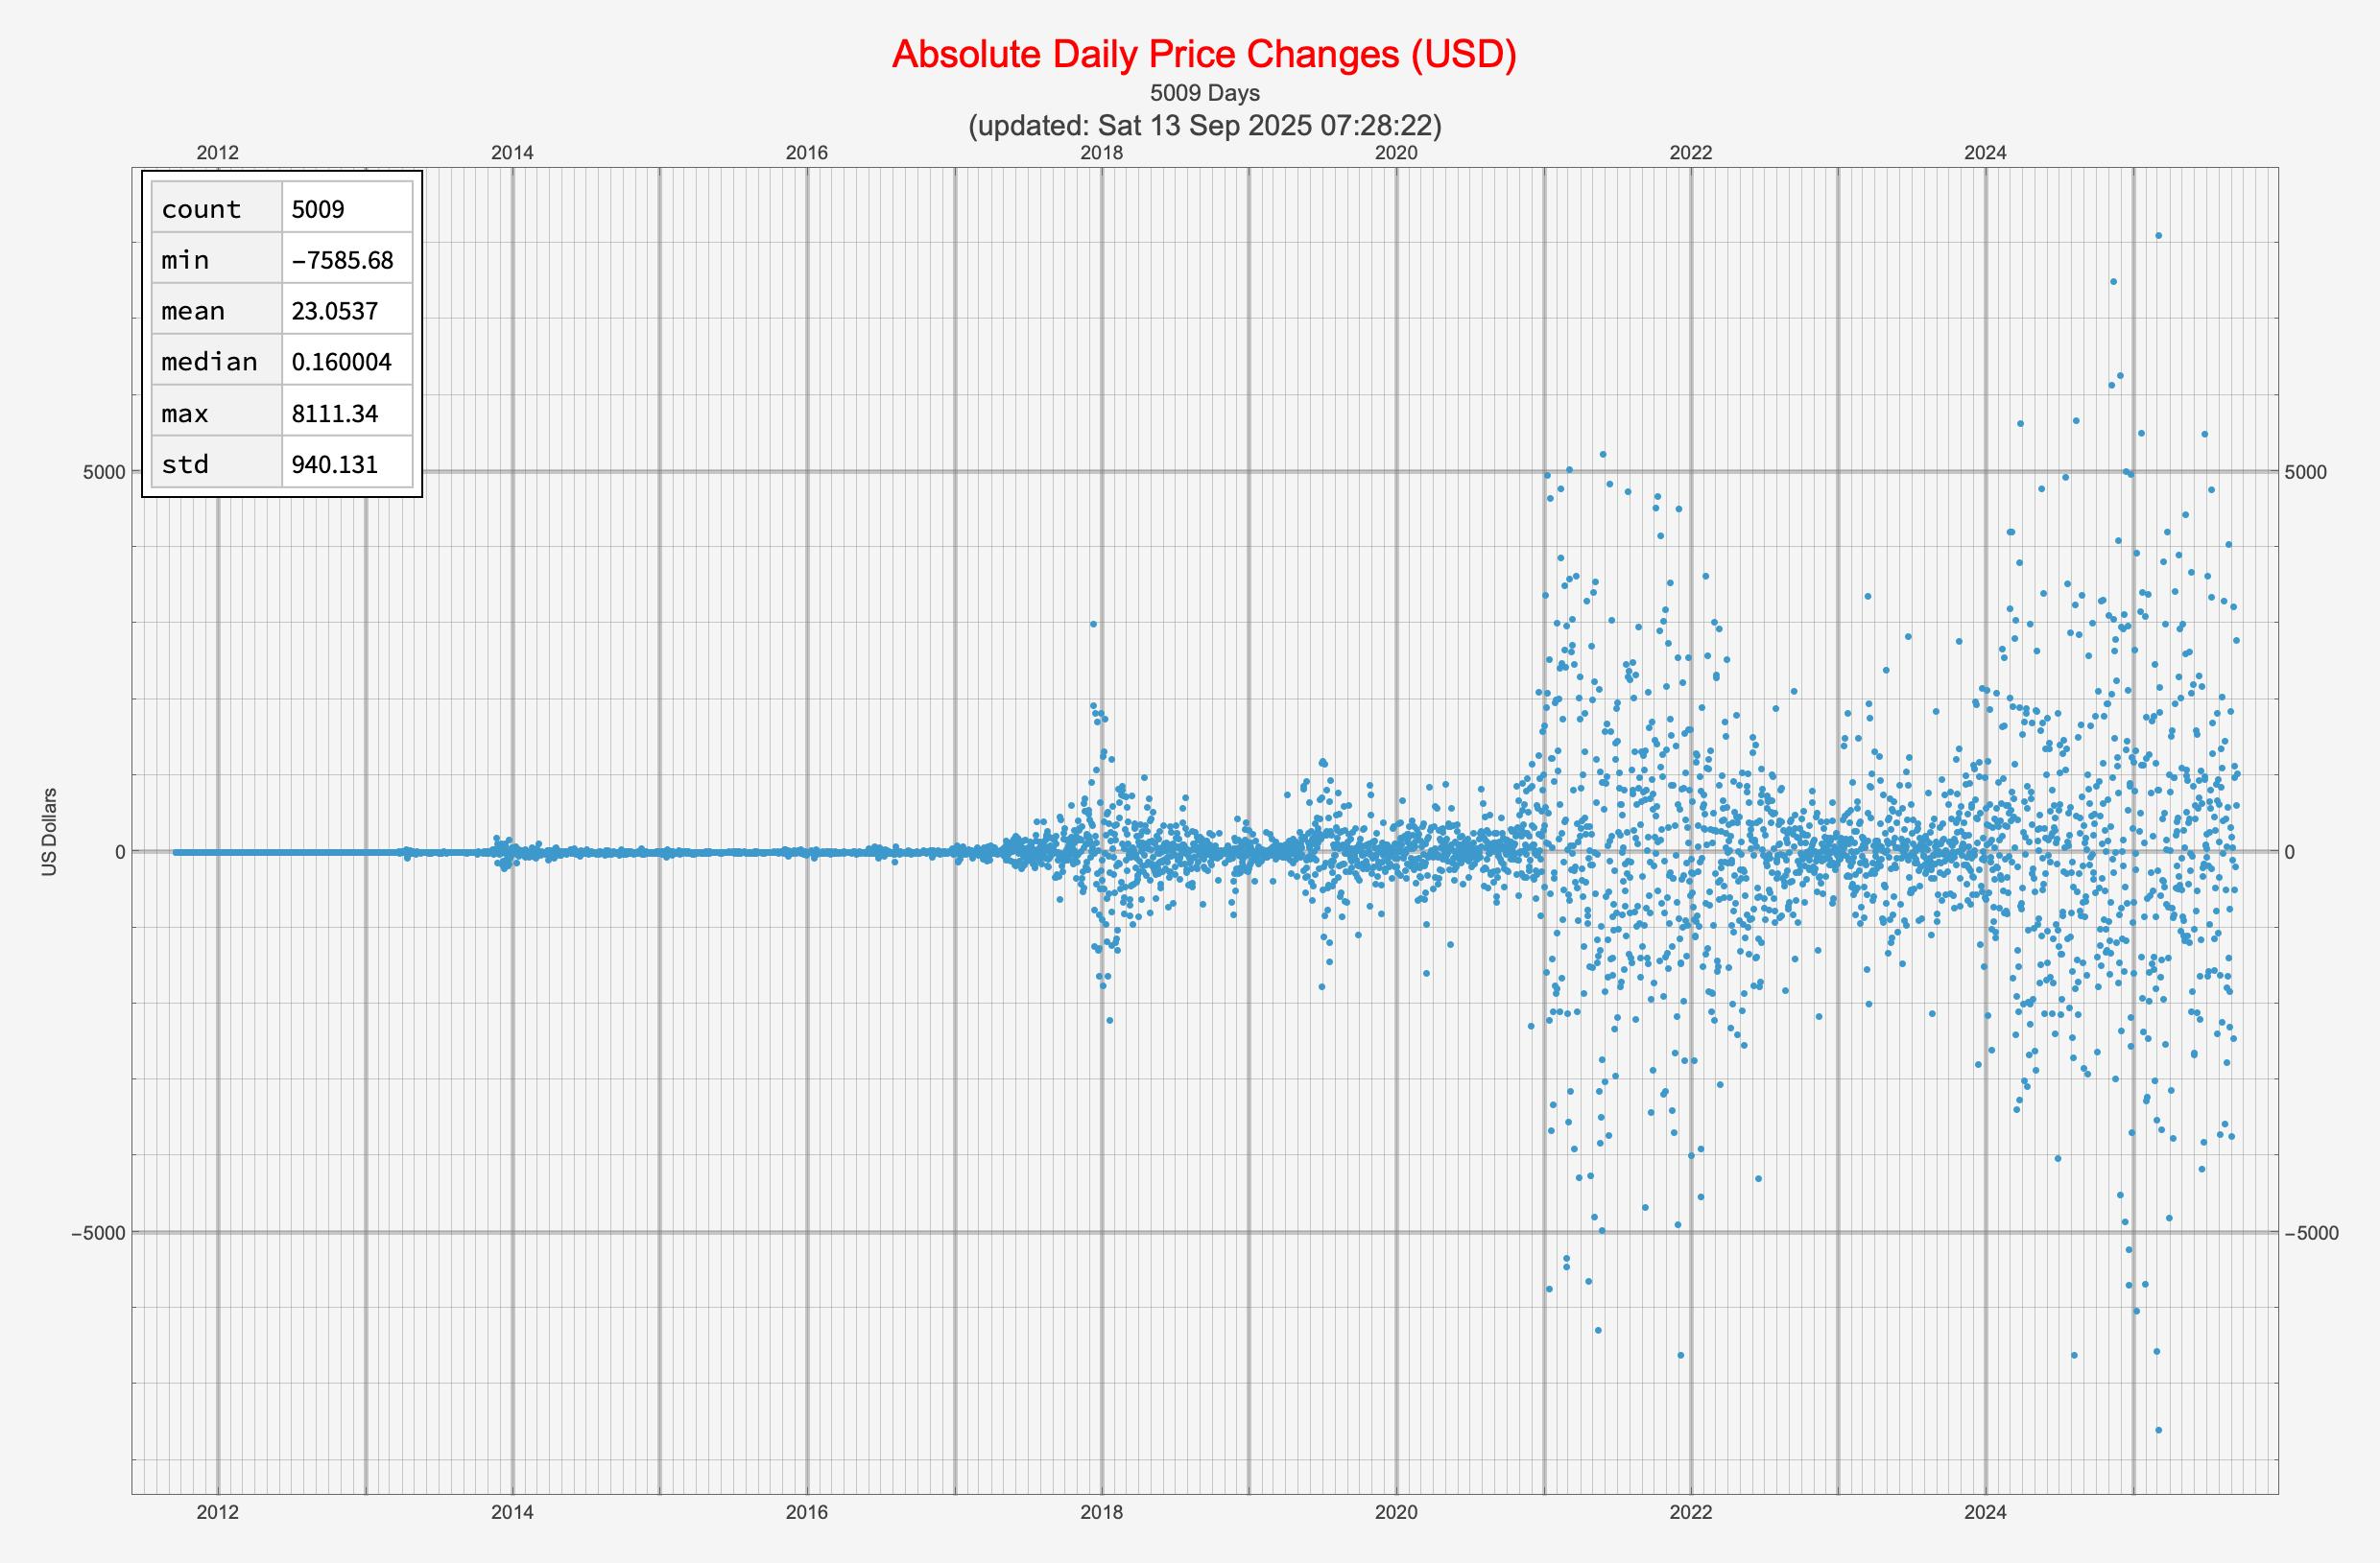 Absolute Daily Price Changes (USD)
5009 Days
(updated: Sat 13 Sep 2025 07:28:22)
2012 2014 2016 2018 2020 2022 2024
count 5009
min −7585.68
mean 23.0537
median 0.160004
max 8111.34
std 940.131
5000 5000
US Dollars
0 0
−5000 −5000
2012 2014 2016 2018 2020 2022 2024